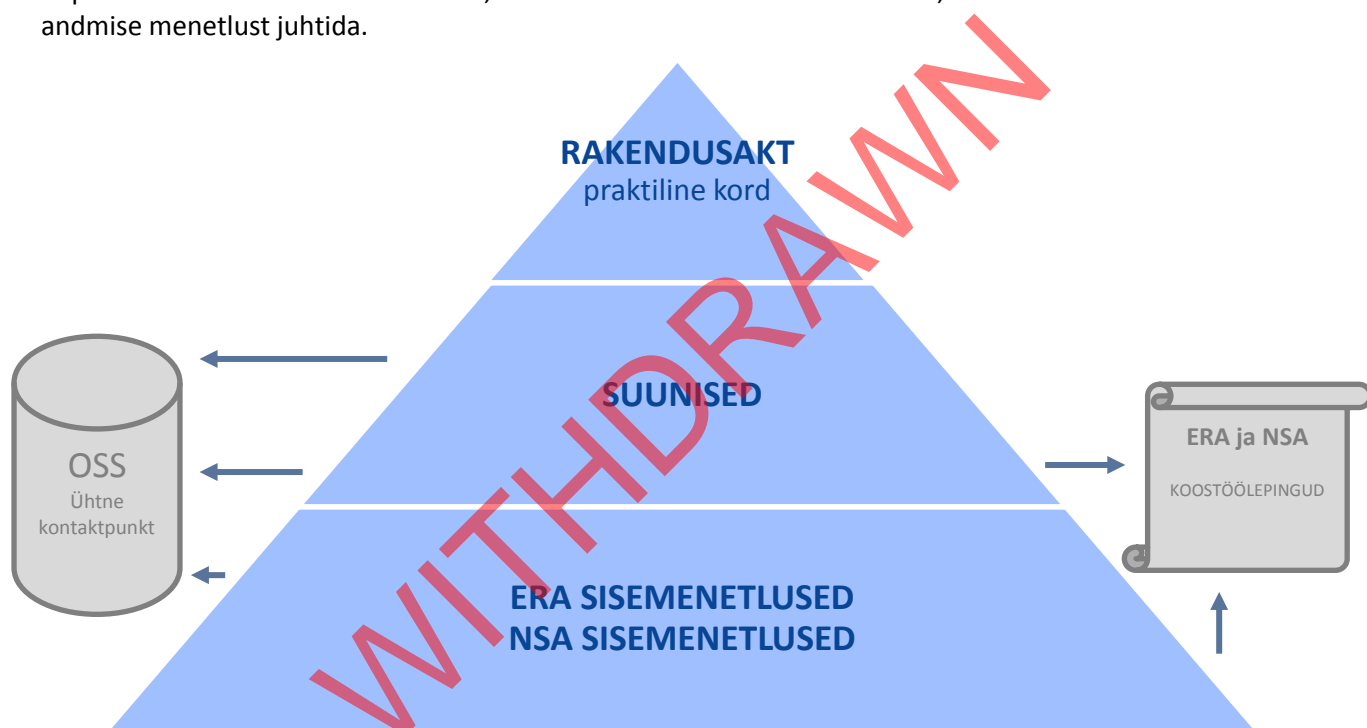 andmise menetlust juhtida.
RAKENDUSAKT
praktiline kord
SUUNISED
OSS
Ühtne
kontaktpunkt
ERA ja NSA
KOOSTÖÖLEPINGUD
ERA SISEMENETLUSED
NSA SISEMENETLUSED
WITHDRAWN